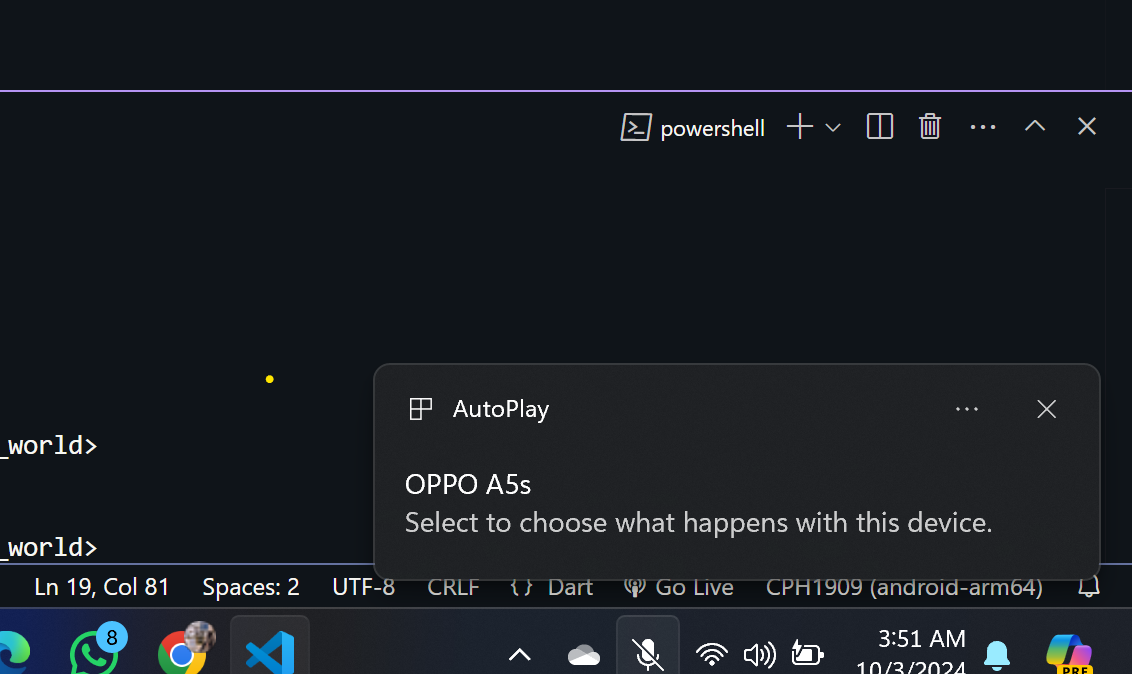 powershell
AutoPlay
_world>
OPPO A5s
Select to choose what happens with this device.
_world>
Ln 19, Col 81 Spaces: 2 UTF-8 CRLF {} Dart Go Live CPH1909 (android-arm64)
8
3:51 AM
10/3/2024
PRE